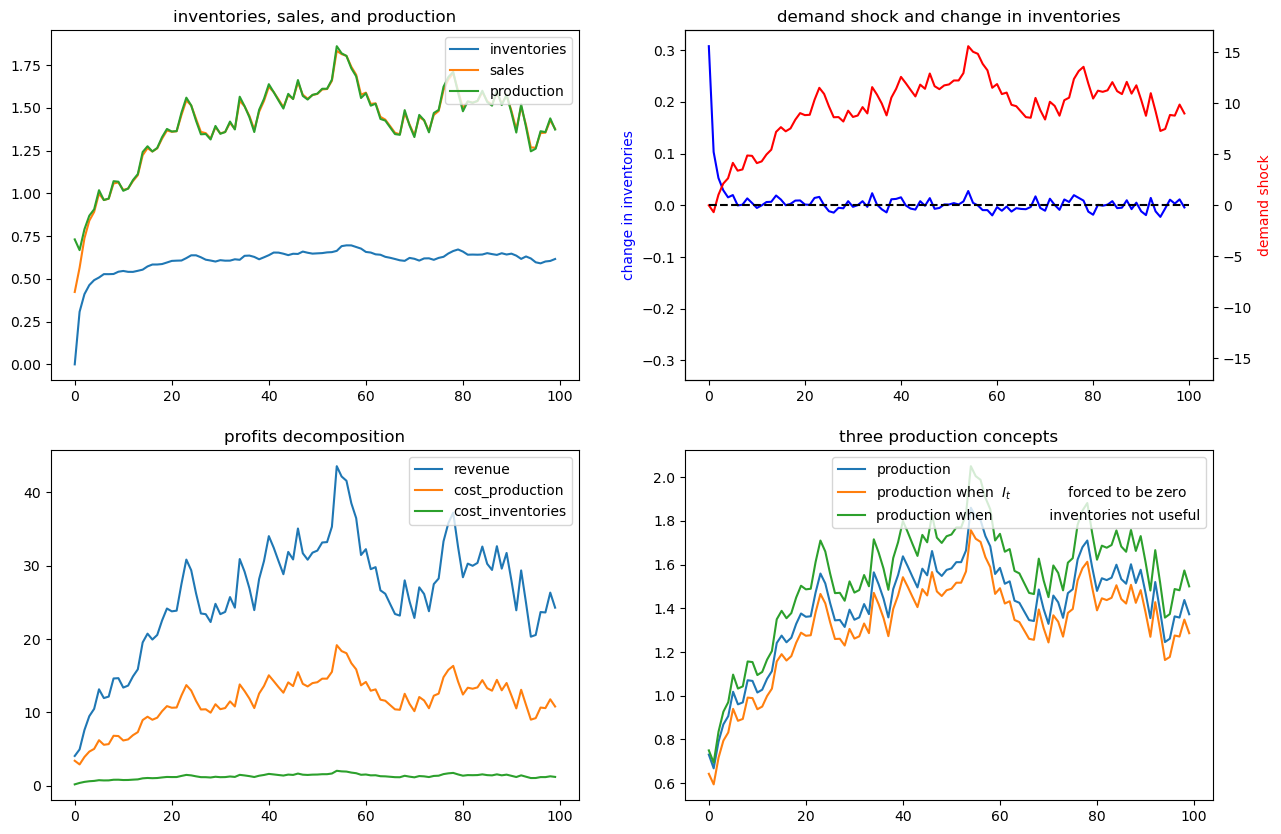 inventories, sales, and production
1.75
1.50
1.25
1.00
0.75
0.50
0.25
0.00
0 20 40 60 80 100
inventories
sales
production
demand shock and change in inventories
change in inventories
0.3
0.2
0.1
0.0
−0.1
−0.2
−0.3
0 20 40 60 80 100
15
10
5
0
−5
−10
−15
demand shock
profits decomposition
40
30
20
10
0
0 20 40 60 80 100
revenue
cost_production
cost_inventories
three production concepts
2.0
1.8
1.6
1.4
1.2
1.0
0.8
0.6
0 20 40 60 80 100
production
production when I_t forced to be zero
production when inventories not useful